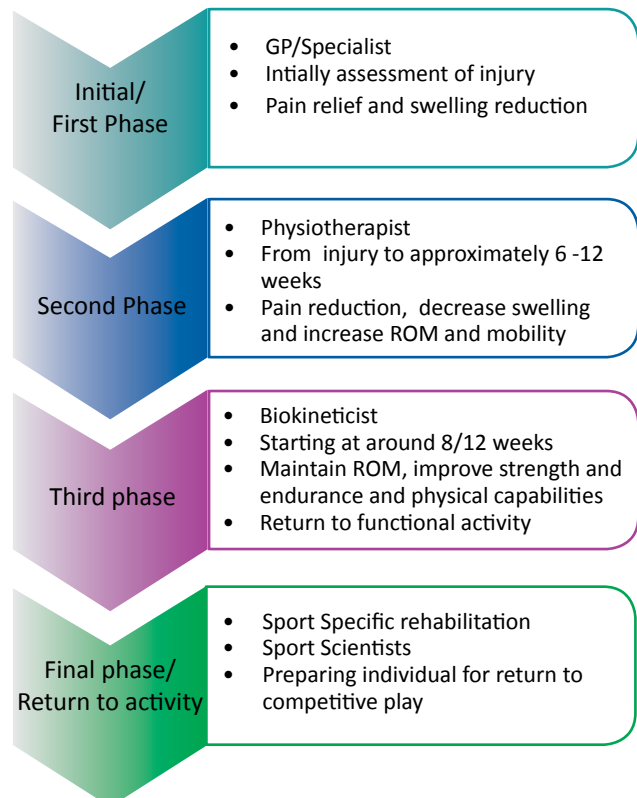 Initial/
First Phase
• GP/Specialist
• Intially assessment of injury
• Pain relief and swelling reduction
Second Phase
• Physiotherapist
• From injury to approximately 6 -12
weeks
• Pain reduction, decrease swelling
and increase ROM and mobility
Third phase
• Biokineticist
• Starting at around 8/12 weeks
• Maintain ROM, improve strength and
endurance and physical capabilities
• Return to functional activity
Final phase/
Return to activity
• Sport Specific rehabilitation
• Sport Scientists
• Preparing individual for return to
competitive play